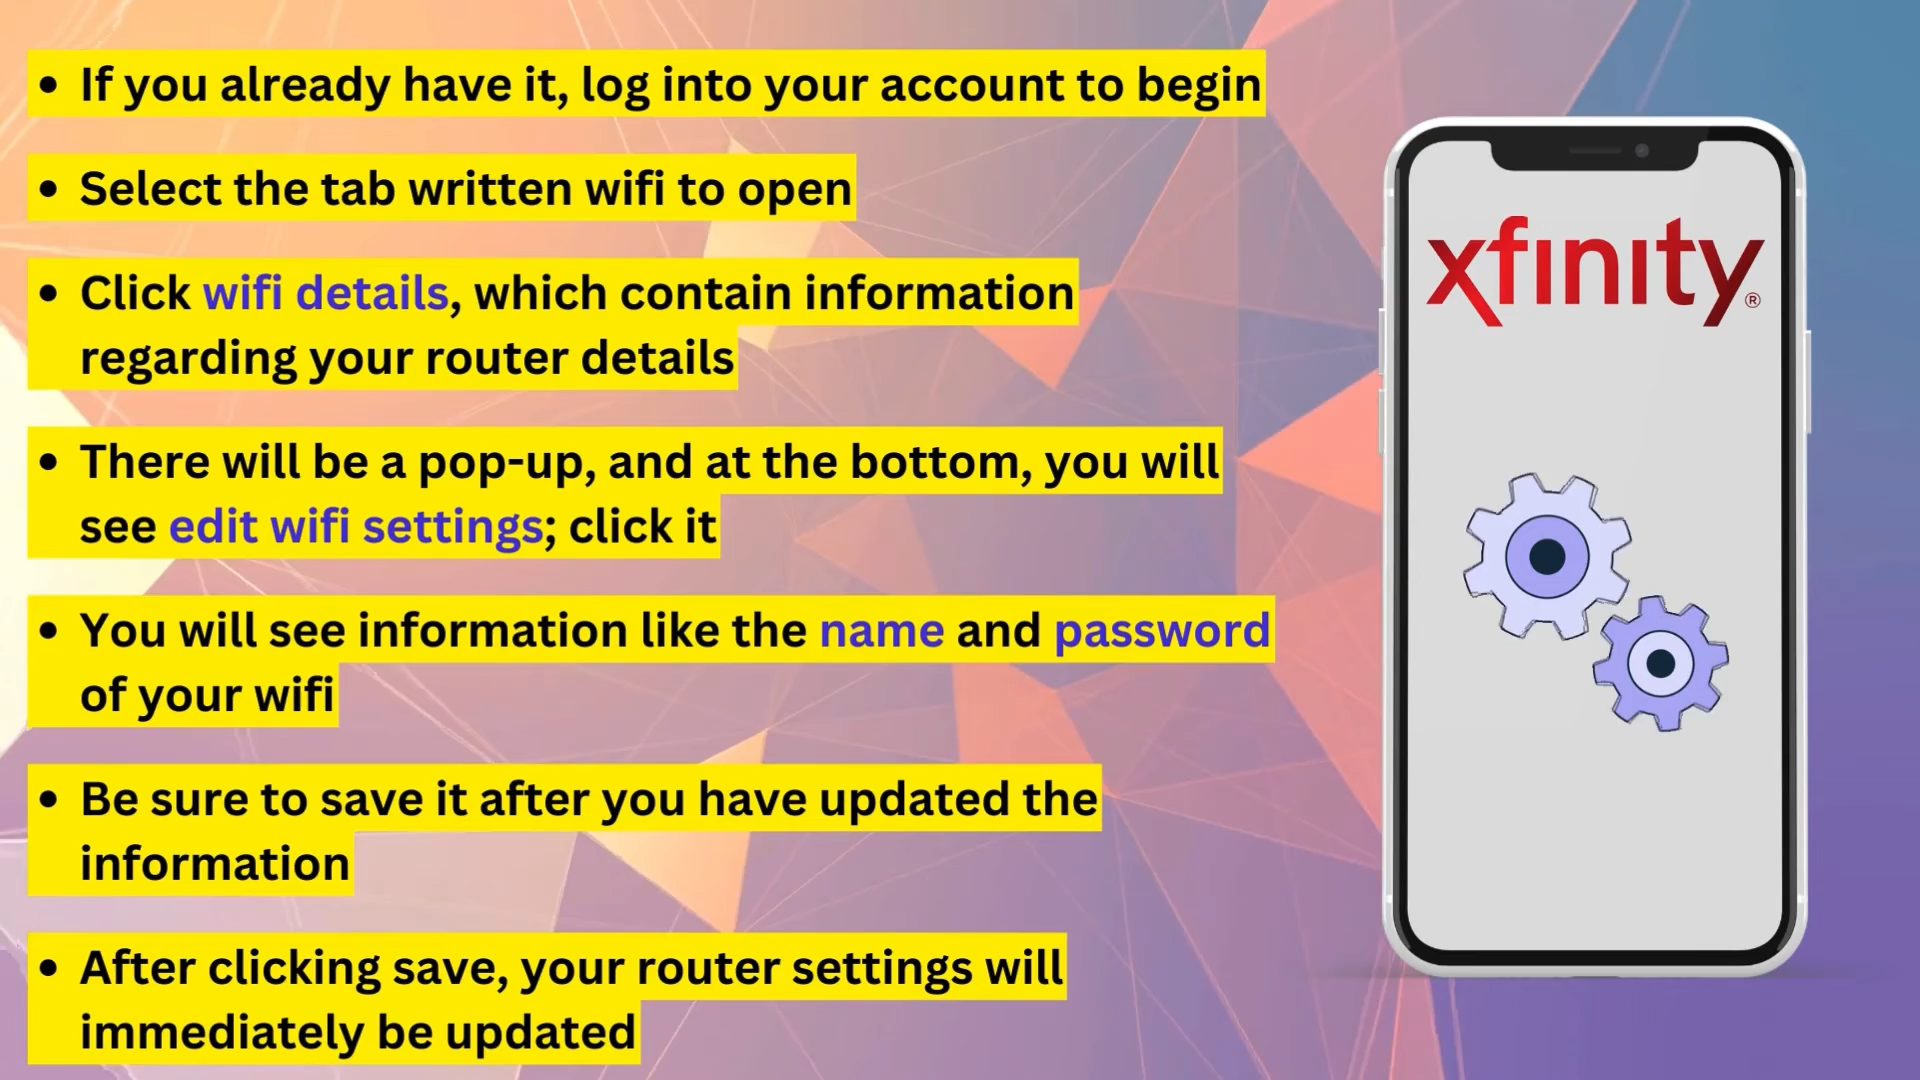 • If you already have it, log into your account to begin
• Select the tab written wifi to open
• Click wifi details, which contain information
regarding your router details
• There will be a pop-up, and at the bottom, you will
see edit wifi settings; click it
• You will see information like the name and password
of your wifi
• Be sure to save it after you have updated the
information
• After clicking save, your router settings will
immediately be updated
xfinity®